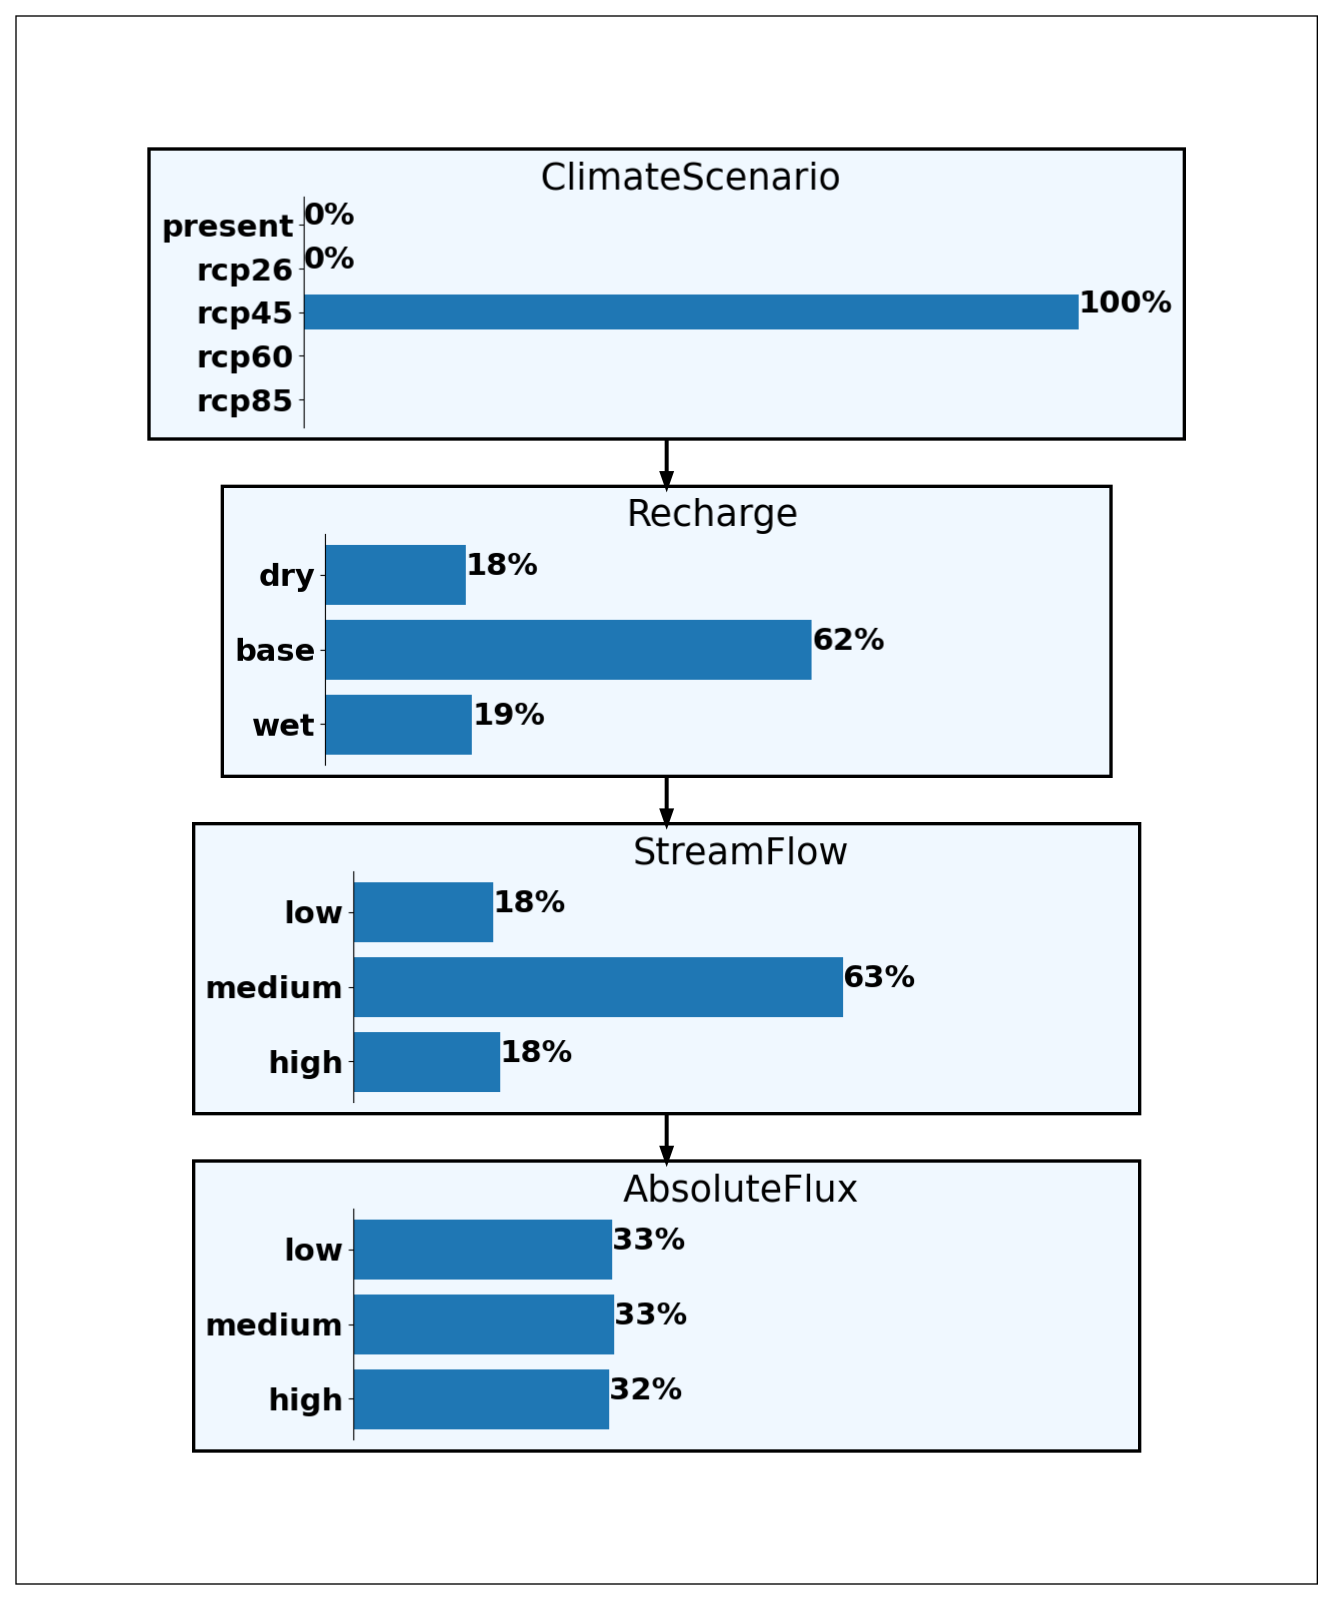 ClimateScenario
present 0%
rcp26 0%
rcp45 100%
rcp60
rcp85
Recharge
dry 18%
base 62%
wet 19%
StreamFlow
low 18%
medium 63%
high 18%
AbsoluteFlux
low 33%
medium 33%
high 32%